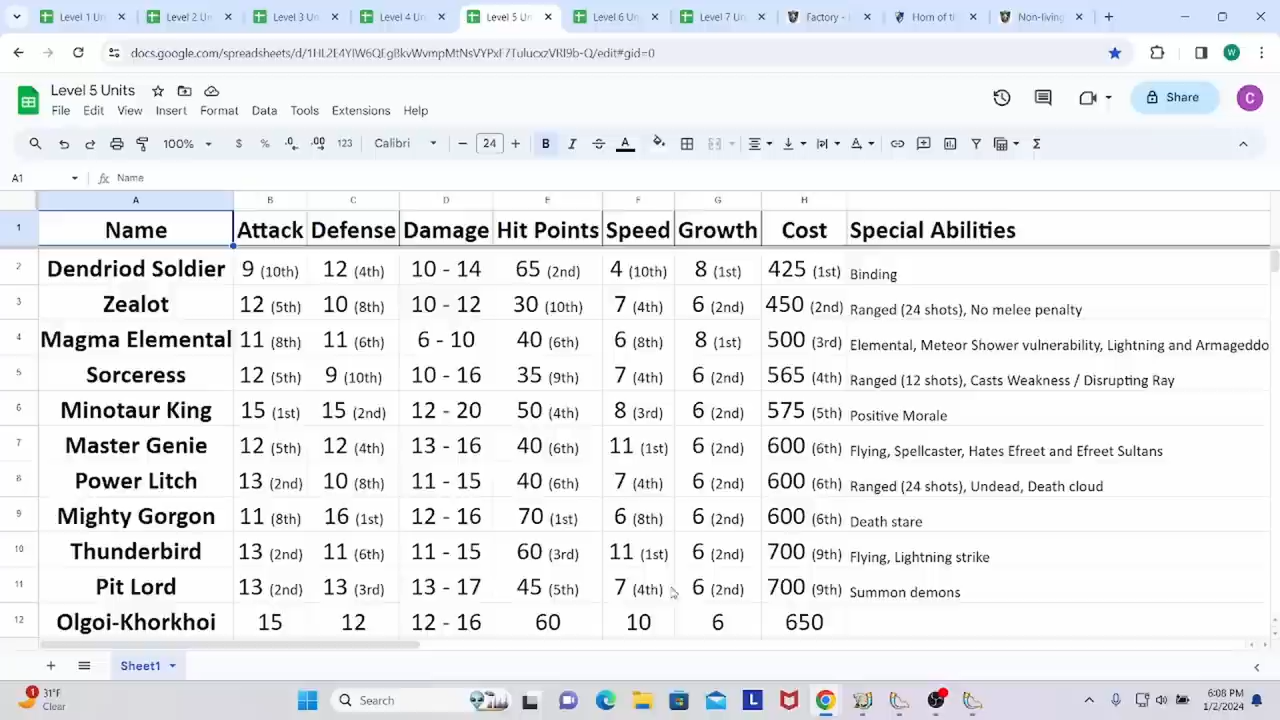 Level 1 Un
Level 2 Un
Level 3 Un
Level 4 Un
Level 5 Un
Level 6 Un
Level 7 Un
Factory -
Horn of th
Non-living
docs.google.com/spreadsheets/d/
/edit#gid=0
W
Level 5 Units
File Edit View Insert Format Data Tools Extensions Help
Share
C
100% $ % .0 .00 123 Calibri 24 B I A Σ
A1 fx Name
A B C D E F G H
1 Name Attack Defense Damage Hit Points Speed Growth Cost Special Abilities
2 Dendriod Soldier 9 (10th) 12 (4th) 10 - 14 65 (2nd) 4 (10th) 8 (1st) 425 (1st) Binding
3 Zealot 12 (5th) 10 (8th) 10 - 12 30 (10th) 7 (4th) 6 (2nd) 450 (2nd) Ranged (24 shots), No melee penalty
4 Magma Elemental 11 (8th) 11 (6th) 6 - 10 40 (6th) 6 (8th) 8 (1st) 500 (3rd) Elemental, Meteor Shower vulnerability, Lightning and Armageddo
5 Sorceress 12 (5th) 9 (10th) 10 - 16 35 (9th) 7 (4th) 6 (2nd) 565 (4th) Ranged (12 shots), Casts Weakness / Disrupting Ray
6 Minotaur King 15 (1st) 15 (2nd) 12 - 20 50 (4th) 8 (3rd) 6 (2nd) 575 (5th) Positive Morale
7 Master Genie 12 (5th) 12 (4th) 13 - 16 40 (6th) 11 (1st) 6 (2nd) 600 (6th) Flying, Spellcaster, Hates Efreet and Efreet Sultans
8 Power Litch 13 (2nd) 10 (8th) 11 - 15 40 (6th) 7 (4th) 6 (2nd) 600 (6th) Ranged (24 shots), Undead, Death cloud
9 Mighty Gorgon 11 (8th) 16 (1st) 12 - 16 70 (1st) 6 (8th) 6 (2nd) 600 (6th) Death stare
10 Thunderbird 13 (2nd) 11 (6th) 11 - 15 60 (3rd) 11 (1st) 6 (2nd) 700 (9th) Flying, Lightning strike
11 Pit Lord 13 (2nd) 13 (3rd) 13 - 17 45 (5th) 7 (4th) 6 (2nd) 700 (9th) Summon demons
12 Olgoi-Khorkhoi 15 12 12 - 16 60 10 6 650
Sheet1
1 31°F
Clear
Search
L
6:08 PM
1/2/2024